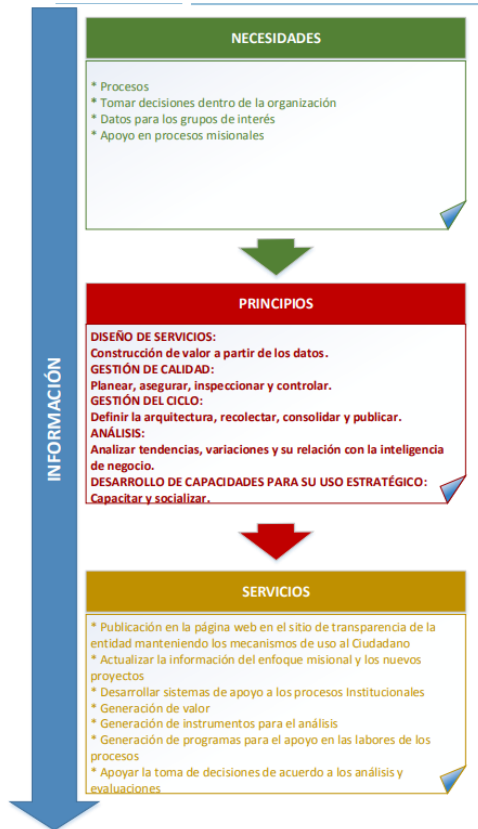 INFORMACIÓN
NECESIDADES
* Procesos
* Tomar decisiones dentro de la organización
* Datos para los grupos de interés
* Apoyo en procesos misionales
PRINCIPIOS
DISEÑO DE SERVICIOS:
Construcción de valor a partir de los datos.
GESTIÓN DE CALIDAD:
Planear, asegurar, inspeccionar y controlar.
GESTIÓN DEL CICLO:
Definir la arquitectura, recolectar, consolidar y publicar.
ANÁLISIS:
Analizar tendencias, variaciones y su relación con la inteligencia
de negocio.
DESARROLLO DE CAPACIDADES PARA SU USO ESTRATÉGICO:
Capacitar y socializar.
SERVICIOS
* Publicación en la página web en el sitio de transparencia de la
entidad manteniendo los mecanismos de uso al Ciudadano
* Actualizar la información del enfoque misional y los nuevos
proyectos
* Desarrollar sistemas de apoyo a los procesos Institucionales
* Generación de valor
* Generación de instrumentos para el análisis
* Generación de programas para el apoyo en las labores de los
procesos
* Apoyar la toma de decisiones de acuerdo a los análisis y
evaluaciones